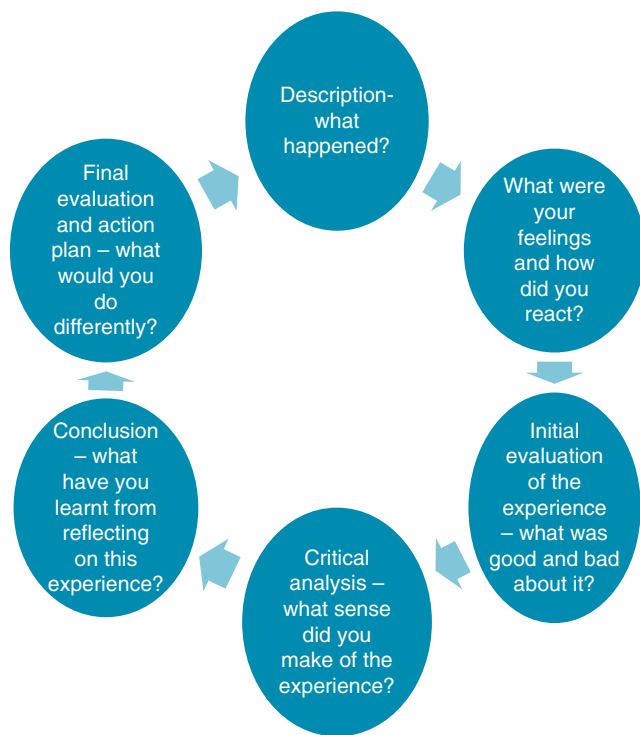 Description-
what
happened?
What were
your
feelings
and how
did you
react?
Initial
evaluation
of the
experience
– what was
good and bad
about it?
Critical
analysis –
what sense
did you
make of the
experience?
Conclusion
– what
have you
learnt from
reflecting
on this
experience?
Final
evaluation
and action
plan – what
would you
do
differently?